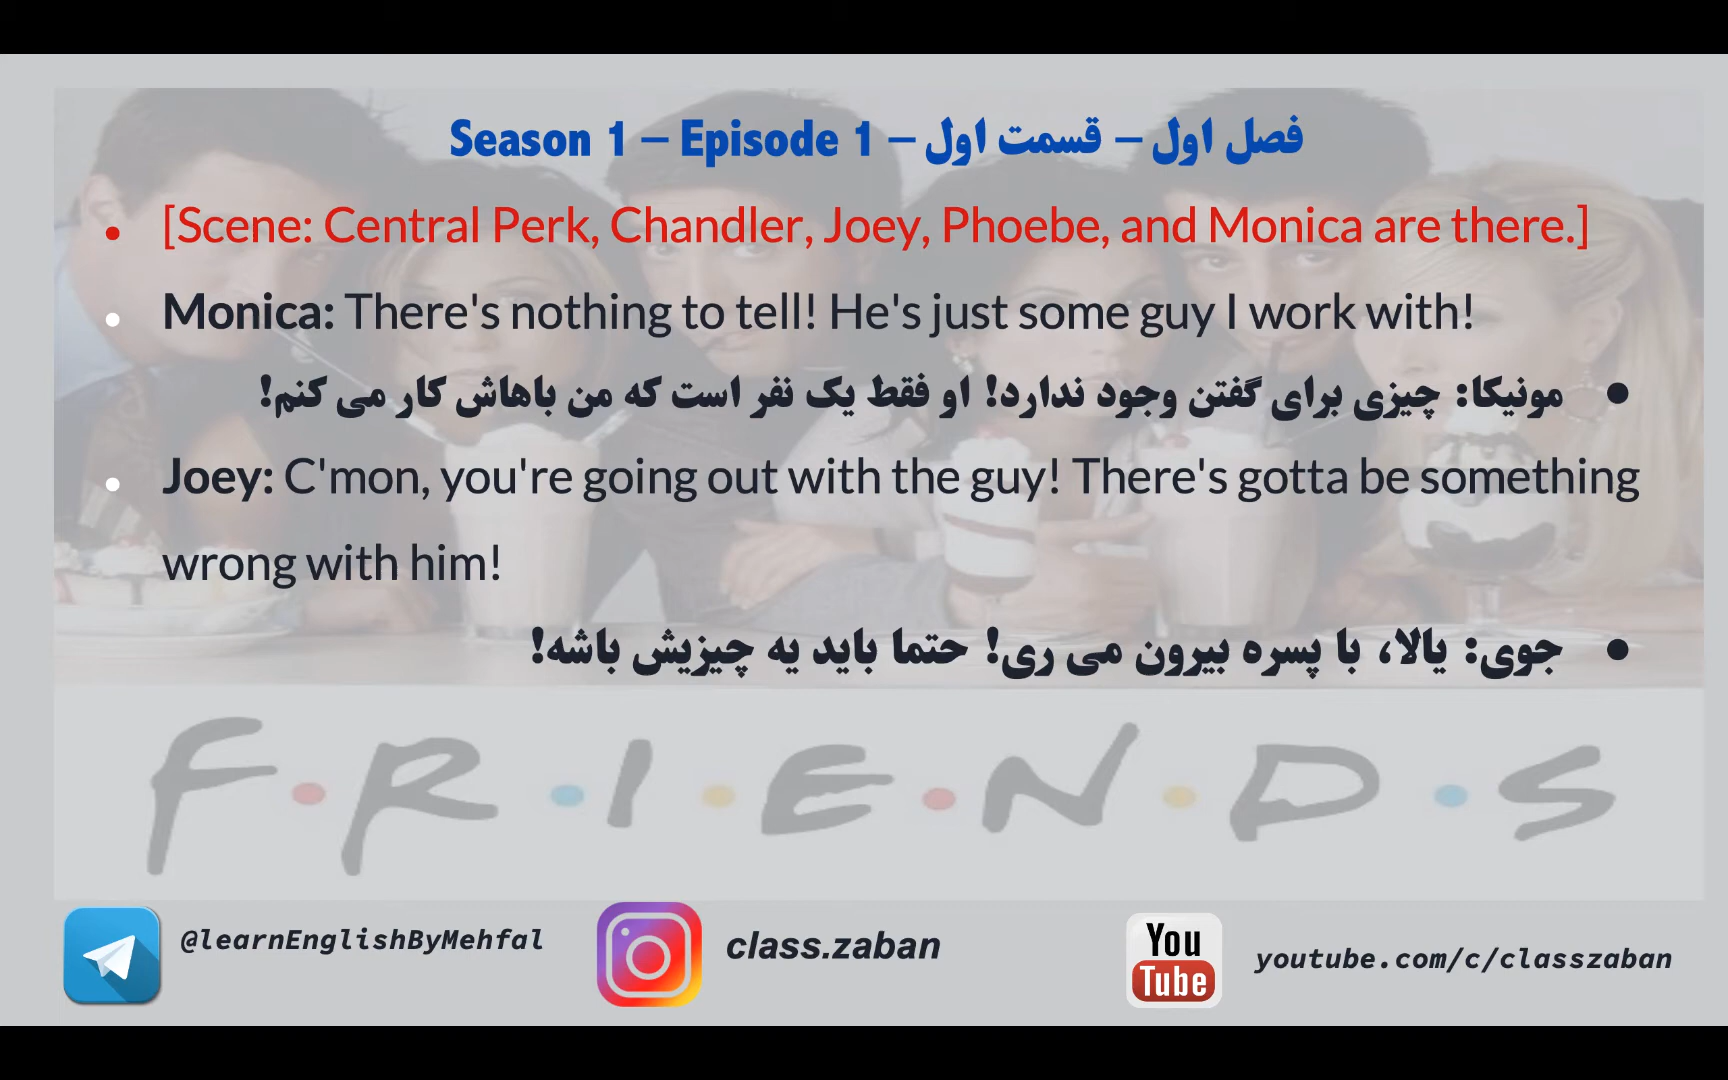 Season 1 – Episode 1 – فصل اول – قسمت اول
[Scene: Central Perk, Chandler, Joey, Phoebe, and Monica are there.]
Monica: There's nothing to tell! He's just some guy I work with!
مونیکا: چیزی برای گفتن وجود ندارد! او فقط یک نفر است که من باهاش کار می کنم!
Joey: C'mon, you're going out with the guy! There's gotta be something
wrong with him!
جوی: یالا، با پسره بیرون می ری! حتما باید یه چیزیش باشه!
F·R·I·E·N·D·S
@learnEnglishByMehfal
class.zaban
You
Tube
youtube.com/c/classzaban